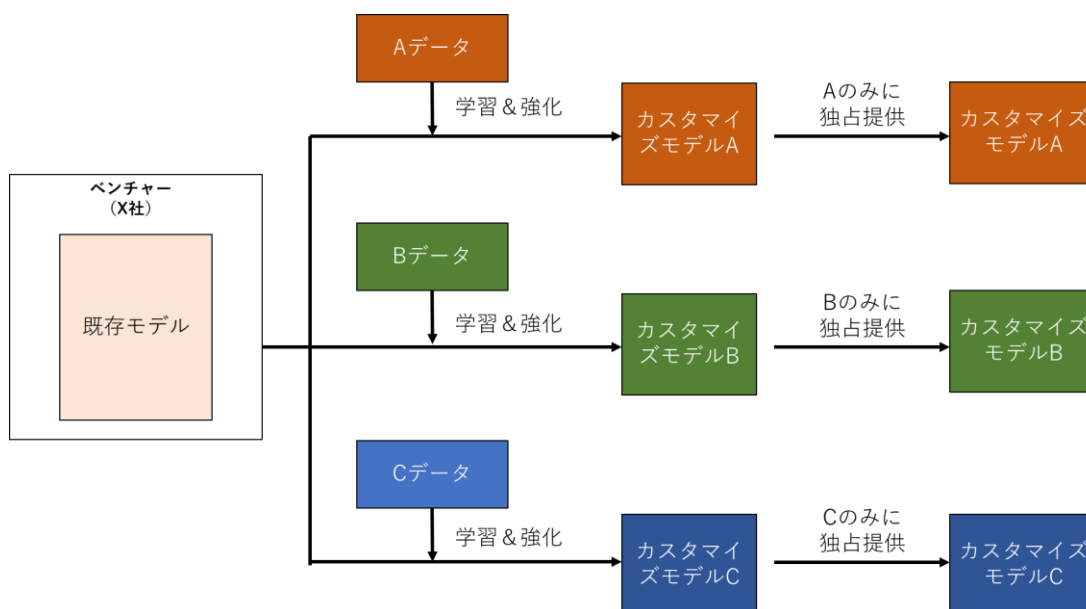 Aデータ
学習＆強化
カスタマイ
ズモデルA
Aのみに
独占提供
カスタマイズ
モデルA
ベンチャー
（X社）
既存モデル
Bデータ
学習＆強化
カスタマイ
ズモデルB
Bのみに
独占提供
カスタマイズ
モデルB
Cデータ
学習＆強化
カスタマイ
ズモデルC
Cのみに
独占提供
カスタマイズ
モデルC